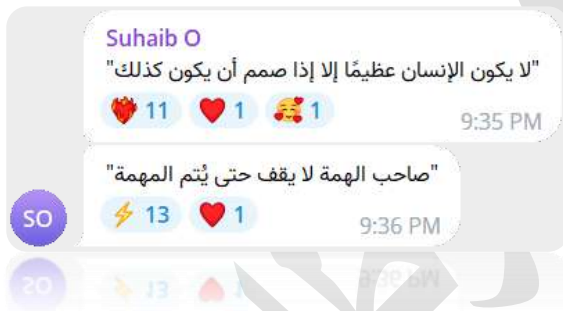 Suhaib O
"لا يكون الإنسان عظيمًا إلا إذا صمم أن يكون كذلك"
11 1 1
9:35 PM
"صاحب الهمة لا يقف حتى يُتم المهمة"
SO
13 1
9:36 PM